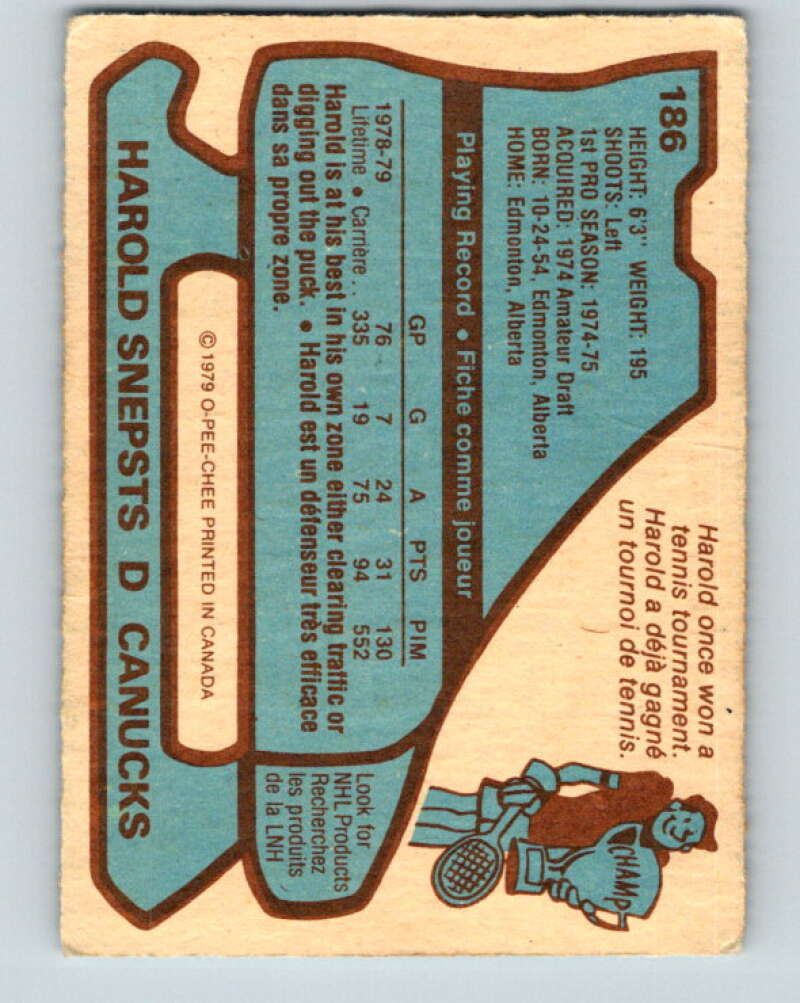 186
HEIGHT: 6'3" WEIGHT: 195
SHOOTS: Left
1st PRO SEASON: 1974-75
ACQUIRED: 1974 Amateur Draft
BORN: 10-24-54, Edmonton, Alberta
HOME: Edmonton, Alberta
Harold once won a
tennis tournament.
Harold a déjà gagné
un tournoi de tennis.
CHAMP
Playing Record • Fiche comme joueur
GP G A PTS PIM
1978-79 76 7 24 31 130
Lifetime • Carrière .. 335 19 75 94 552
Harold is at his best in his own zone either clearing traffic or
digging out the puck. • Harold est un défenseur très efficace
dans sa propre zone.
Look for
NHL Products
Recherchez
les produits
de la LNH
© 1979 O-PEE-CHEE PRINTED IN CANADA
HAROLD SNEPSTS D CANUCKS